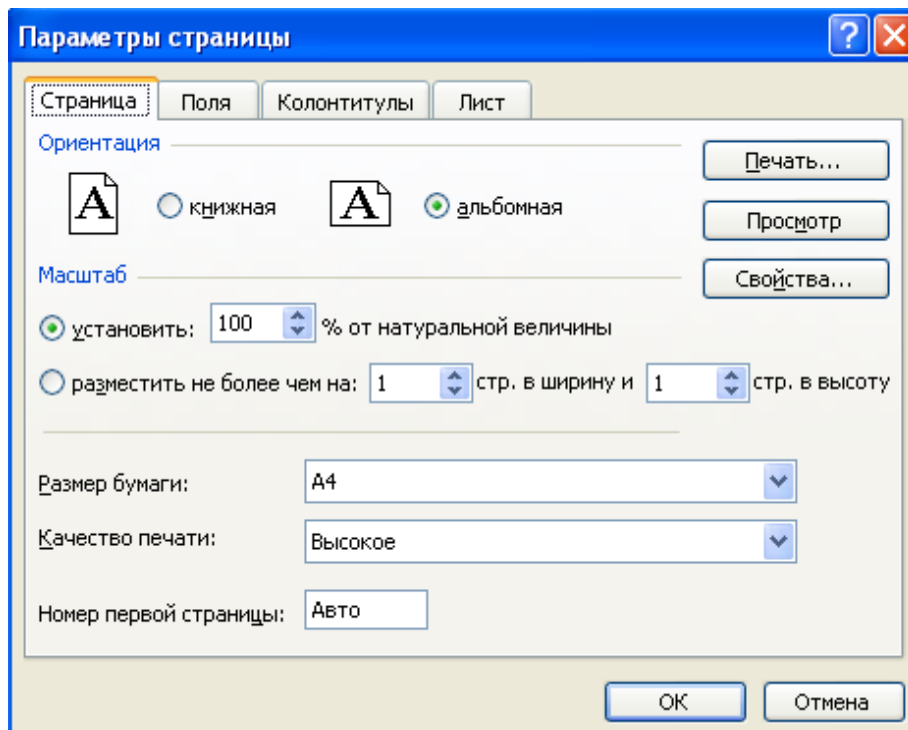 Параметры страницы
Страница Поля Колонтитулы Лист
Ориентация
Печать...
A книжная A альбомная
Просмотр
Масштаб
Свойства...
установить: 100 % от натуральной величины
разместить не более чем на: 1 стр. в ширину и 1 стр. в высоту
Размер бумаги: A4
Качество печати: Высокое
Номер первой страницы: Авто
ОК Отмена